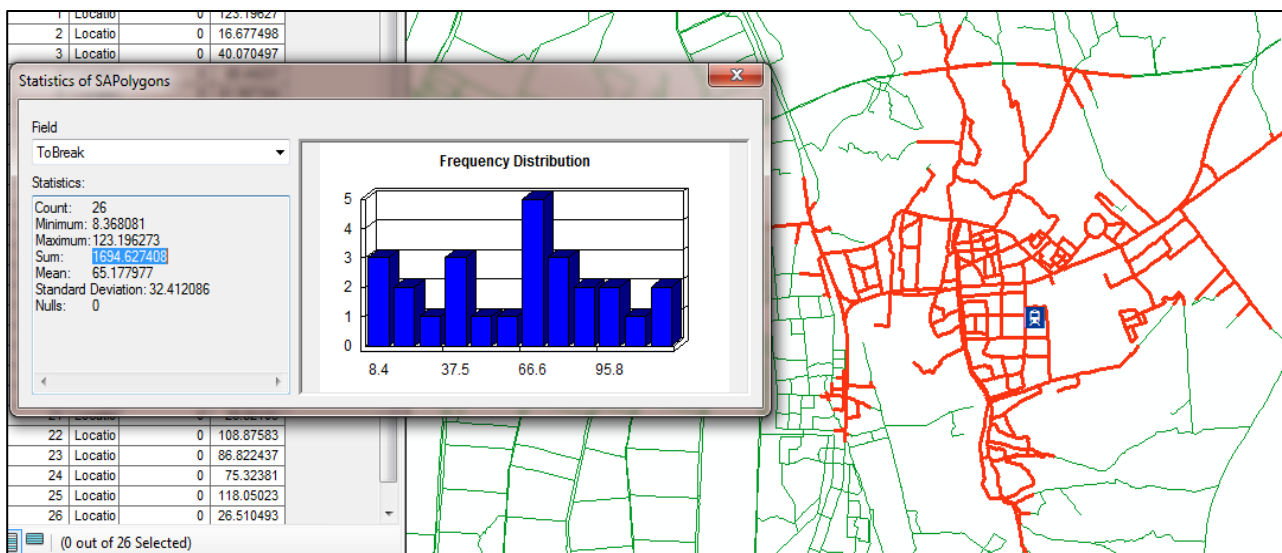 1 Locatio 0 123.19627
2 Locatio 0 16.677498
3 Locatio 0 40.070497
Statistics of SAPolygons
Field
ToBreak
Statistics:
Count: 26
Minimum: 8.368081
Maximum: 123.196273
Sum: 1694.627408
Mean: 65.177977
Standard Deviation: 32.412086
Nulls: 0
Frequency Distribution
5
4
3
2
1
0
8.4 37.5 66.6 95.8
22 Locatio 0 108.87583
23 Locatio 0 86.822437
24 Locatio 0 75.32381
25 Locatio 0 118.05023
26 Locatio 0 26.510493
(0 out of 26 Selected)